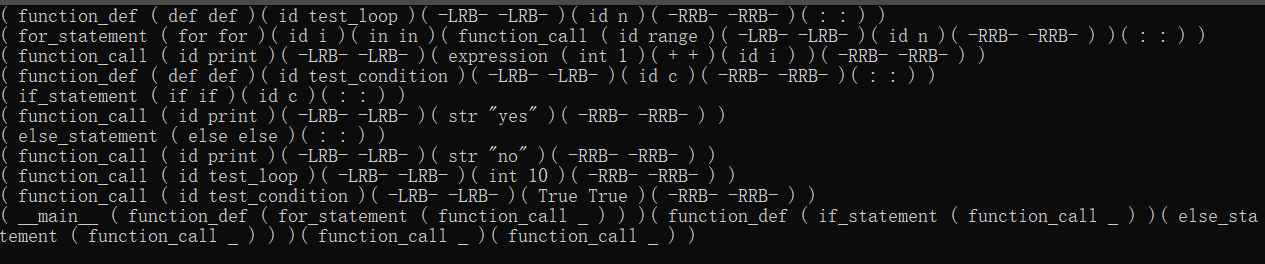 ( function_def ( def def )( id test_loop )( -LRB- -LRB- )( id n )( -RRB- -RRB- )( : : ) )
( for_statement ( for for )( id i )( in in )( function_call ( id range )( -LRB- -LRB- )( id n )( -RRB- -RRB- ) )( : : ) )
( function_call ( id print )( -LRB- -LRB- )( expression ( int 1 )( + + )( id i ) )( -RRB- -RRB- ) )
( function_def ( def def )( id test_condition )( -LRB- -LRB- )( id c )( -RRB- -RRB- )( : : ) )
( if_statement ( if if )( id c )( : : ) )
( function_call ( id print )( -LRB- -LRB- )( str "yes" )( -RRB- -RRB- ) )
( else_statement ( else else )( : : ) )
( function_call ( id print )( -LRB- -LRB- )( str "no" )( -RRB- -RRB- ) )
( function_call ( id test_loop )( -LRB- -LRB- )( int 10 )( -RRB- -RRB- ) )
( function_call ( id test_condition )( -LRB- -LRB- )( True True )( -RRB- -RRB- ) )
( __main__ ( function_def ( for_statement ( function_call _ ) ) )( function_def ( if_statement ( function_call _ ) )( else_sta
tement ( function_call _ ) ) )( function_call _ )( function_call _ ) )